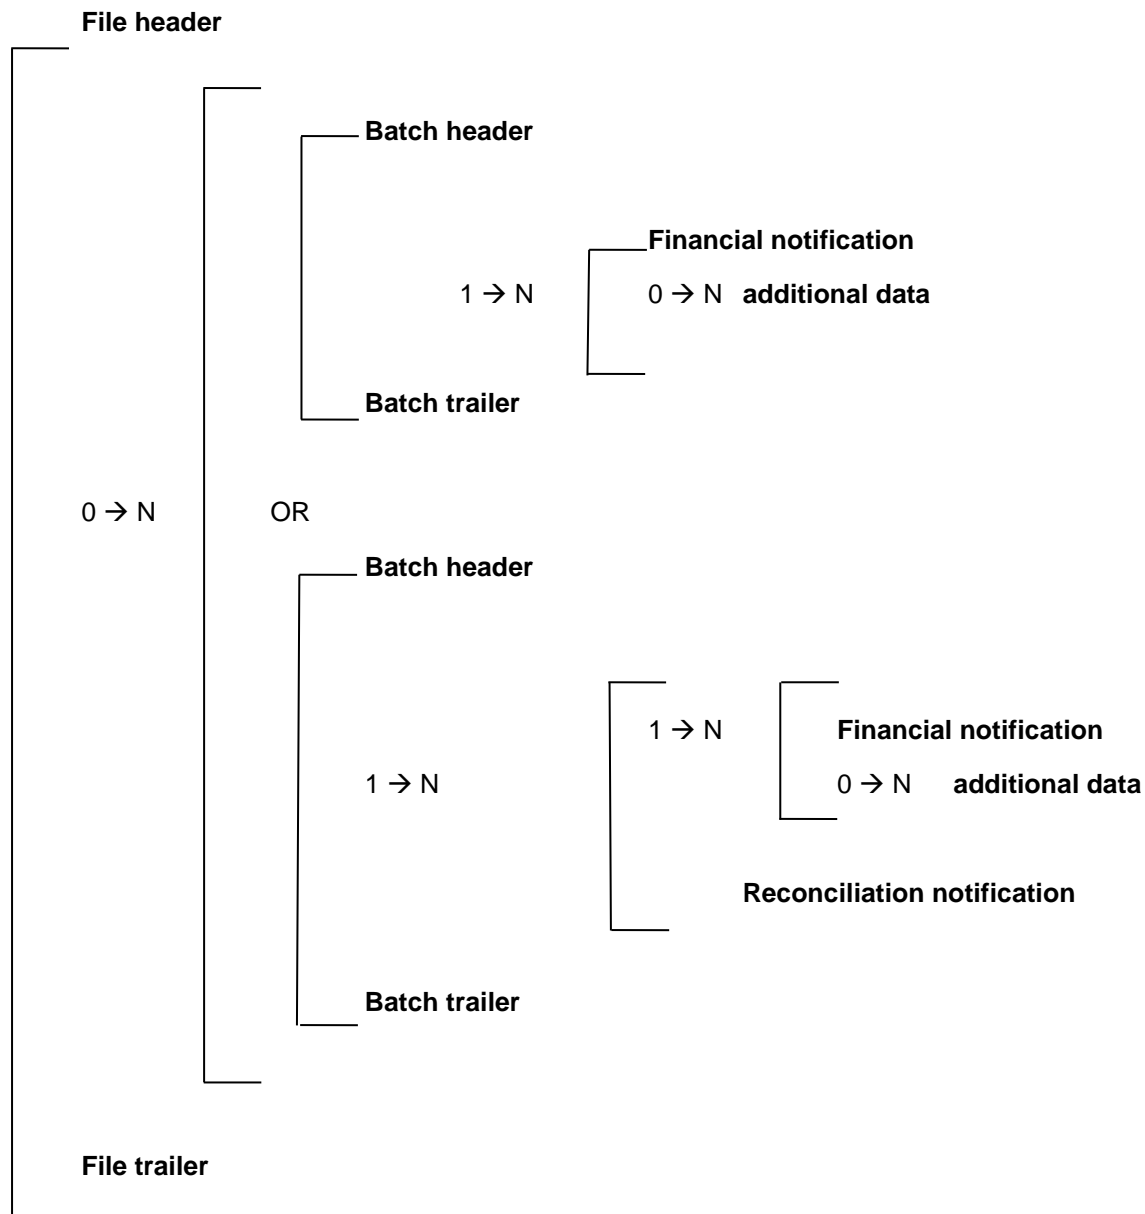 File header
Batch header
Financial notification
1 → N 0 → N additional data
Batch trailer
0 → N OR
Batch header
1 → N Financial notification
1 → N 0 → N additional data
Reconciliation notification
Batch trailer
File trailer